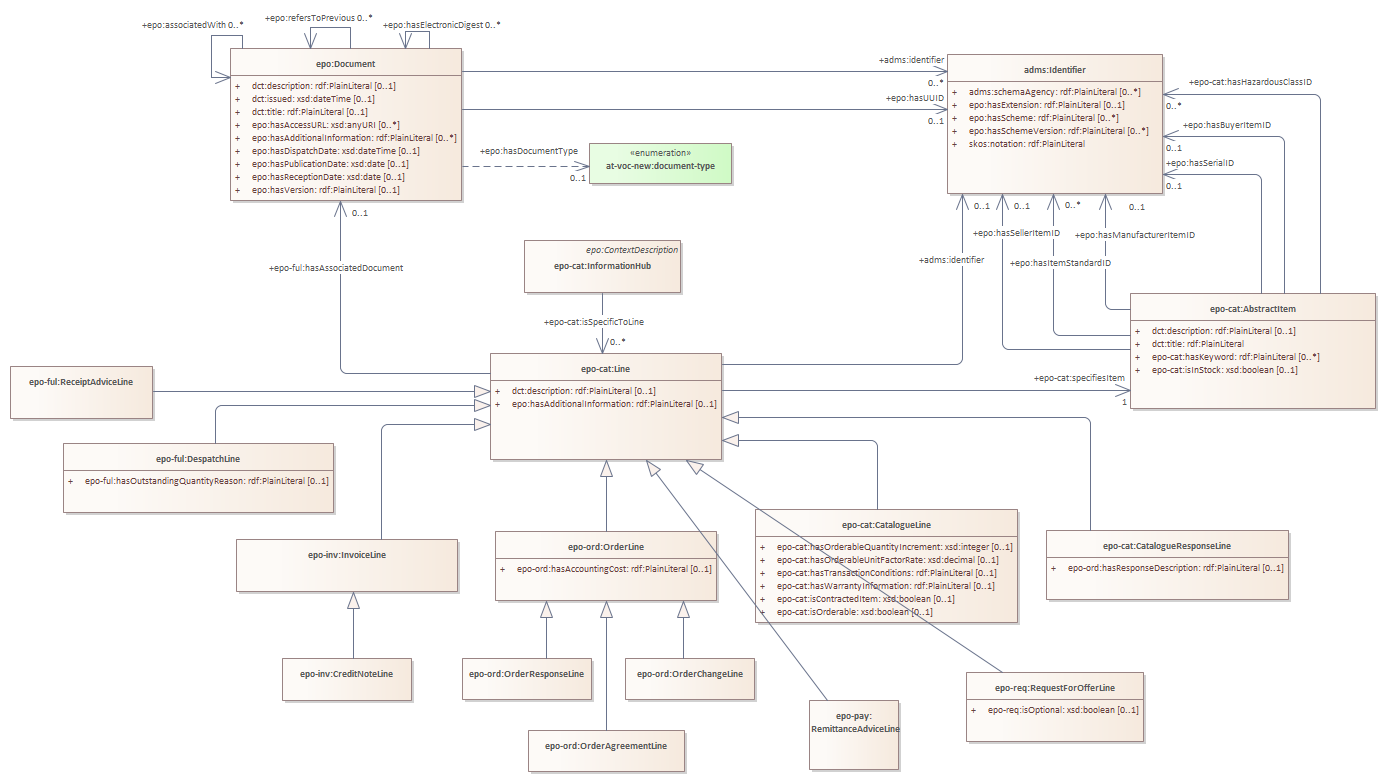 +epo:associatedWith 0..*
+epo:refersToPrevious 0..*
+epo:hasElectronicDigest 0..*
epo:Document
+ dct:description: rdf:PlainLiteral [0..1]
+ dct:issued: xsd:dateTime [0..1]
+ dct:title: rdf:PlainLiteral [0..1]
+ epo:hasAccessURL: xsd:anyURI [0..*]
+ epo:hasAdditionalInformation: rdf:PlainLiteral [0..*]
+ epo:hasDispatchDate: xsd:dateTime [0..1]
+ epo:hasPublicationDate: xsd:date [0..1]
+ epo:hasReceptionDate: xsd:date [0..1]
+ epo:hasVersion: rdf:PlainLiteral [0..1]
+adms:identifier
0..*
+epo:hasUUID
0..1
+epo:hasDocumentType
0..1
«enumeration»
at-voc-new:document-type
adms:Identifier
+ adms:schemaAgency: rdf:PlainLiteral [0..*]
+ epo:hasExtension: rdf:PlainLiteral [0..1]
+ epo:hasScheme: rdf:PlainLiteral [0..*]
+ epo:hasSchemeVersion: rdf:PlainLiteral [0..*]
+ skos:notation: rdf:PlainLiteral
+epo-cat:hasHazardousClassID
0..*
+epo:hasBuyerItemID
0..1
+epo:hasSerialID
0..1
0..1
0..1
0..1
0..*
0..1
+epo:hasSellerItemID
+epo:hasManufacturerItemID
+adms:identifier
+epo:hasItemStandardID
+epo-ful:hasAssociatedDocument
epo:ContextDescription
epo-cat:InformationHub
+epo-cat:isSpecificToLine
0..*
epo-cat:AbstractItem
+ dct:description: rdf:PlainLiteral [0..1]
+ dct:title: rdf:PlainLiteral
+ epo-cat:hasKeyword: rdf:PlainLiteral [0..*]
+ epo-cat:isInStock: xsd:boolean [0..1]
epo-cat:Line
+ dct:description: rdf:PlainLiteral [0..1]
+ epo:hasAdditionalInformation: rdf:PlainLiteral [0..1]
+epo-cat:specifiesItem
1
epo-ful:ReceiptAdviceLine
epo-ful:DespatchLine
+ epo-ful:hasOutstandingQuantityReason: rdf:PlainLiteral [0..1]
epo-inv:InvoiceLine
epo-ord:OrderLine
+ epo-ord:hasAccountingCost: rdf:PlainLiteral [0..1]
epo-cat:CatalogueLine
+ epo-cat:hasOrderableQuantityIncrement: xsd:integer [0..1]
+ epo-cat:hasOrderableUnitFactorRate: xsd:decimal [0..1]
+ epo-cat:hasTransactionConditions: rdf:PlainLiteral [0..1]
+ epo-cat:hasWarrantyInformation: rdf:PlainLiteral [0..1]
+ epo-cat:isContractedItem: xsd:boolean [0..1]
+ epo-cat:isOrderable: xsd:boolean [0..1]
epo-cat:CatalogueResponseLine
+ epo-ord:hasResponseDescription: rdf:PlainLiteral [0..1]
epo-inv:CreditNoteLine
epo-ord:OrderResponseLine
epo-ord:OrderChangeLine
epo-ord:OrderAgreementLine
epo-pay:
RemittanceAdviceLine
epo-req:RequestForOfferLine
+ epo-req:isOptional: xsd:boolean [0..1]